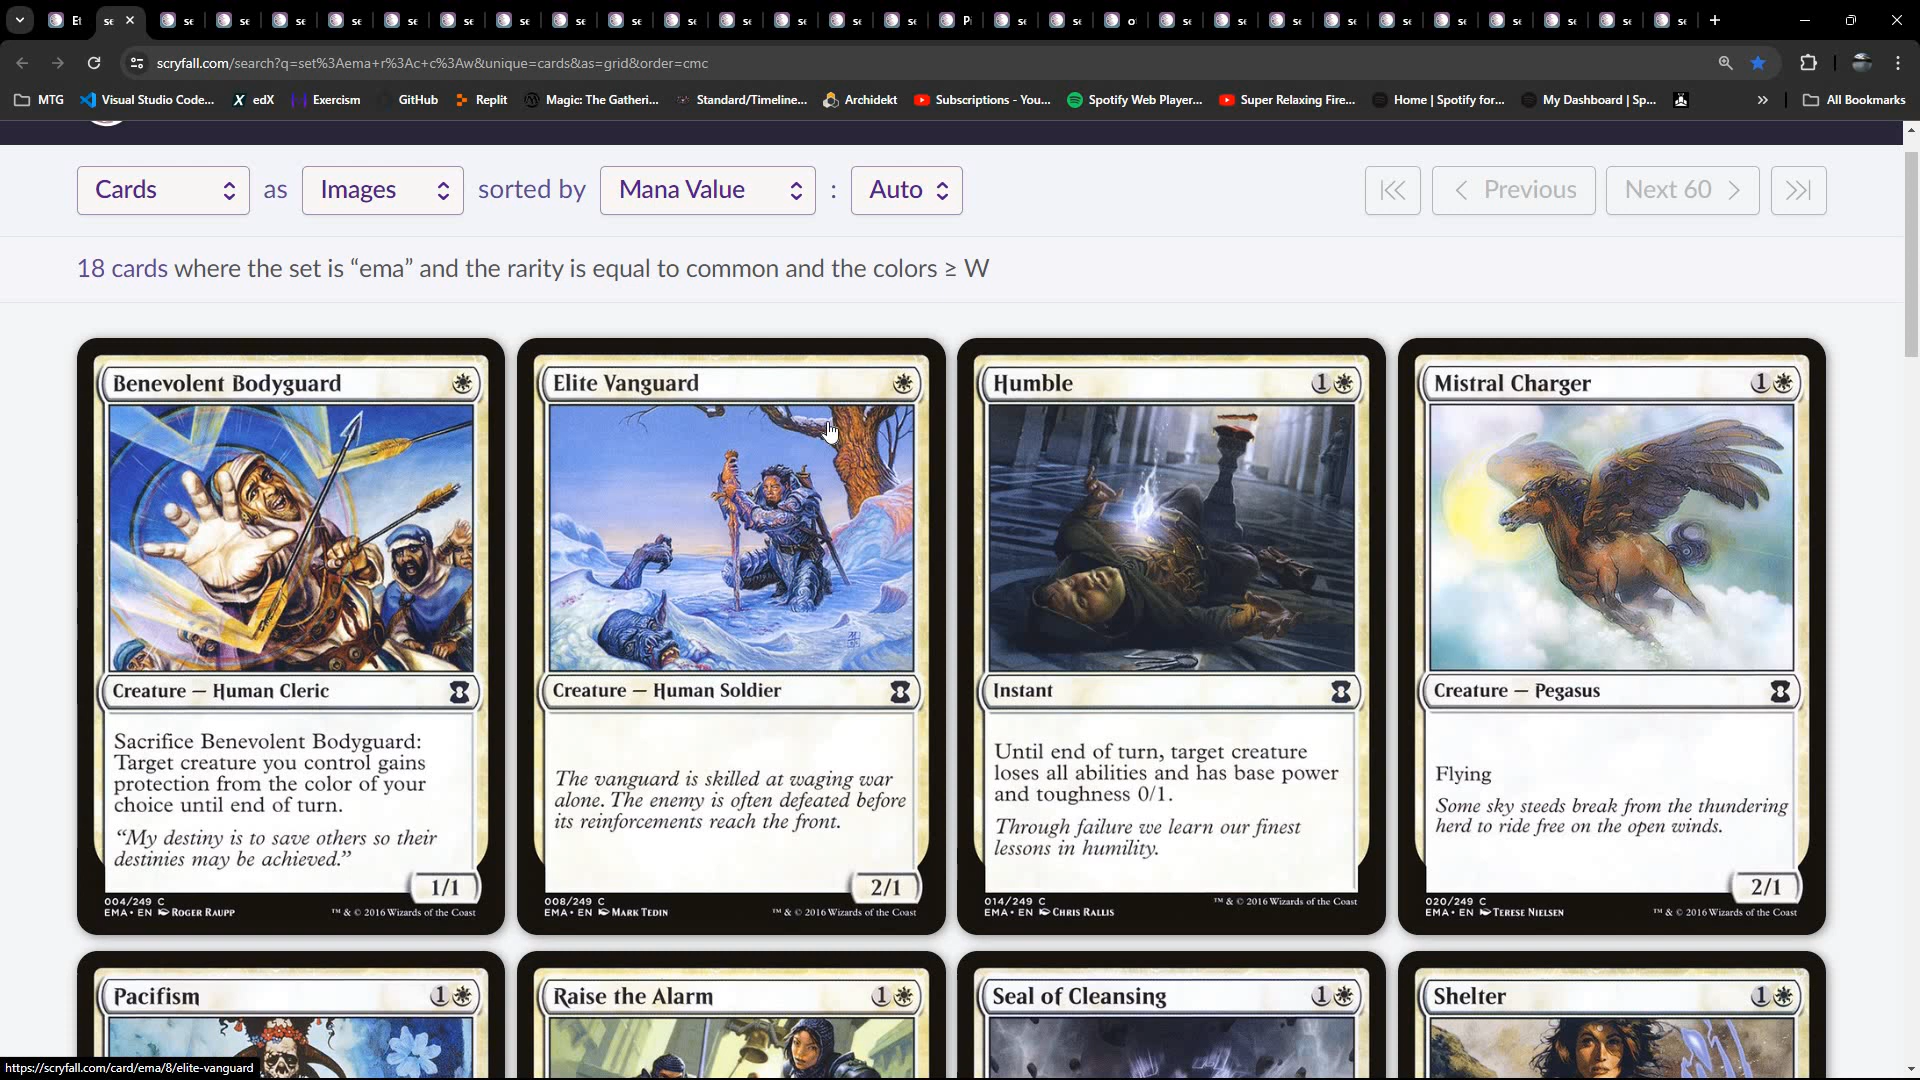 scryfall.com/search?q=set%3Aema+r%3Ac+c%3Aw&unique=cards&as=grid&order=cmc
MTG
Visual Studio Code...
edX
Exercism
GitHub
Replit
Magic: The Gatheri...
Standard/Timeline...
Archidekt
Subscriptions - You...
Spotify Web Player...
Super Relaxing Fire...
Home | Spotify for...
My Dashboard | Sp...
»
All Bookmarks
Cards as Images sorted by Mana Value : Auto
Previous
Next 60
18 cards where the set is “ema” and the rarity is equal to common and the colors ≥ W
Benevolent Bodyguard
Creature — Human Cleric
Sacrifice Benevolent Bodyguard:
Target creature you control gains
protection from the color of your
choice until end of turn.
“My destiny is to save others so their
destinies may be achieved.”
1/1
004/249 C
EMA • EN Roger Raupp
™ & © 2016 Wizards of the Coast
Elite Vanguard
Creature — Human Soldier
The vanguard is skilled at waging war
alone. The enemy is often defeated before
its reinforcements reach the front.
2/1
008/249 C
EMA • EN Mark Tedin
™ & © 2016 Wizards of the Coast
Humble 1
Instant
Until end of turn, target creature
loses all abilities and has base power
and toughness 0/1.
Through failure we learn our finest
lessons in humility.
014/249 C
EMA • EN Chris Rallis
™ & © 2016 Wizards of the Coast
Mistral Charger 1
Creature — Pegasus
Flying
Some sky steeds break from the thundering
herd to ride free on the open winds.
2/1
020/249 C
EMA • EN Terese Nielsen
™ & © 2016 Wizards of the Coast
Pacifism 1
Raise the Alarm 1
Seal of Cleansing 1
Shelter 1
https://scryfall.com/card/ema/8/elite-vanguard